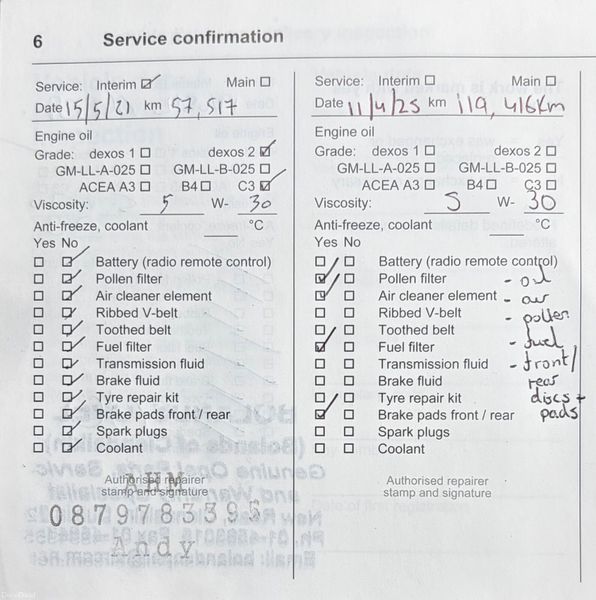 6 Service confirmation
Service: Interim ☑ Main ☐
Date 15/5/21 km 57,517
Engine oil
Grade: dexos 1 ☐ dexos 2 ☑
GM-LL-A-025 ☐ GM-LL-B-025 ☐
ACEA A3 ☐ B4 ☐ C3 ☑
Viscosity: 5 W- 30
Anti-freeze, coolant °C
Yes No
☐ ☑ Battery (radio remote control)
☐ ☑ Pollen filter
☐ ☑ Air cleaner element
☐ ☑ Ribbed V-belt
☐ ☑ Toothed belt
☐ ☑ Fuel filter
☐ ☑ Transmission fluid
☐ ☑ Brake fluid
☐ ☑ Tyre repair kit
☐ ☑ Brake pads front / rear
☐ ☑ Spark plugs
☐ ☑ Coolant
AHM
Authorised repairer
stamp and signature
0879783395
Andy
Service: Interim ☐ Main ☐
Date 11/4/25 km 119,416km
Engine oil
Grade: dexos 1 ☐ dexos 2 ☐
GM-LL-A-025 ☐ GM-LL-B-025 ☐
ACEA A3 ☐ B4 ☐ C3 ☐
Viscosity: 5 W- 30
Anti-freeze, coolant °C
Yes No
☐ ☐ Battery (radio remote control)
☑ ☐ Pollen filter - oil
☑ ☐ Air cleaner element - air
☐ ☐ Ribbed V-belt - pollen
☐ ☐ Toothed belt
☑ ☐ Fuel filter - fuel
☐ ☐ Transmission fluid - front/
☐ ☐ Brake fluid rear
☐ ☐ Tyre repair kit discs +
☑ ☐ Brake pads front / rear pads
☐ ☐ Spark plugs
☐ ☐ Coolant
Authorised repairer
stamp and signature